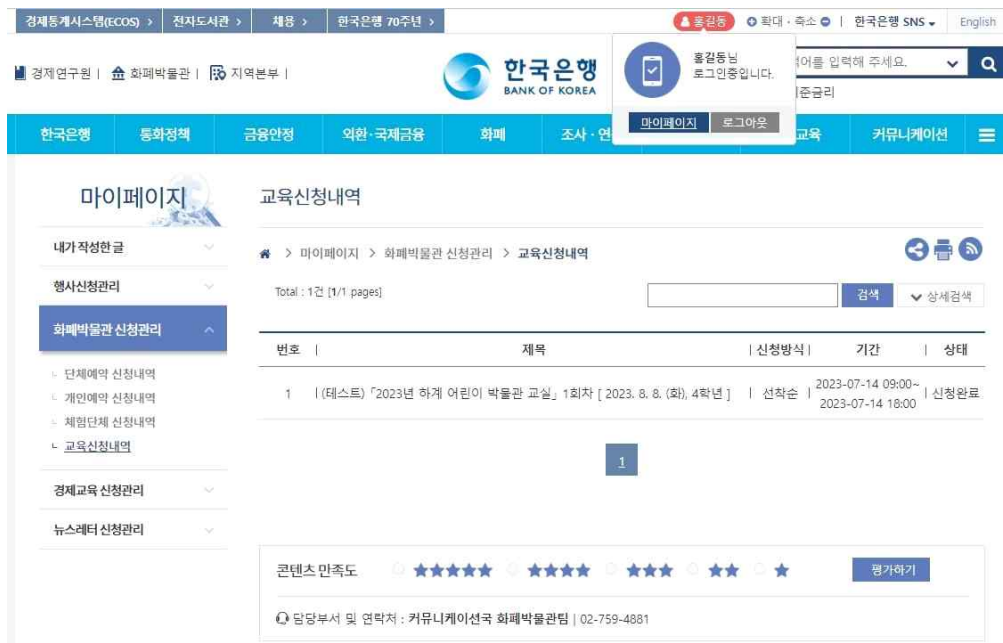 경제통계시스템(ECOS) > 전자도서관 > 채용 > 한국은행 70주년 > 홍길동 확대 · 축소 | 한국은행 SNS English
경제연구원 | 화폐박물관 | 지역본부 |
한국은행
BANK OF KOREA
홍길동님
로그인중입니다.
마이페이지 로그아웃
입력해 주세요.
준금리
한국은행 통화정책 금융안정 외환·국제금융 화폐 조사 · 연 교육 커뮤니케이션
마이페이지
내가 작성한 글
행사신청관리
화폐박물관 신청관리
단체예약 신청내역
개인예약 신청내역
체험단체 신청내역
교육신청내역
경제교육 신청관리
뉴스레터 신청관리
교육신청내역
> 마이페이지 > 화폐박물관 신청관리 > 교육신청내역
Total : 1건 [1/1 pages] 검색 상세검색
번호 | 제목 | 신청방식 | 기간 | 상태
1 | (테스트) 「2023년 하계 어린이 박물관 교실」 1회차 [ 2023. 8. 8. (화), 4학년 ] | 선착순 | 2023-07-14 09:00~ 2023-07-14 18:00 | 신청완료
1
콘텐츠 만족도 ★★★★★ ★★★★ ★★★ ★★ ★ 평가하기
담당부서 및 연락처 : 커뮤니케이션국 화폐박물관팀 | 02-759-4881